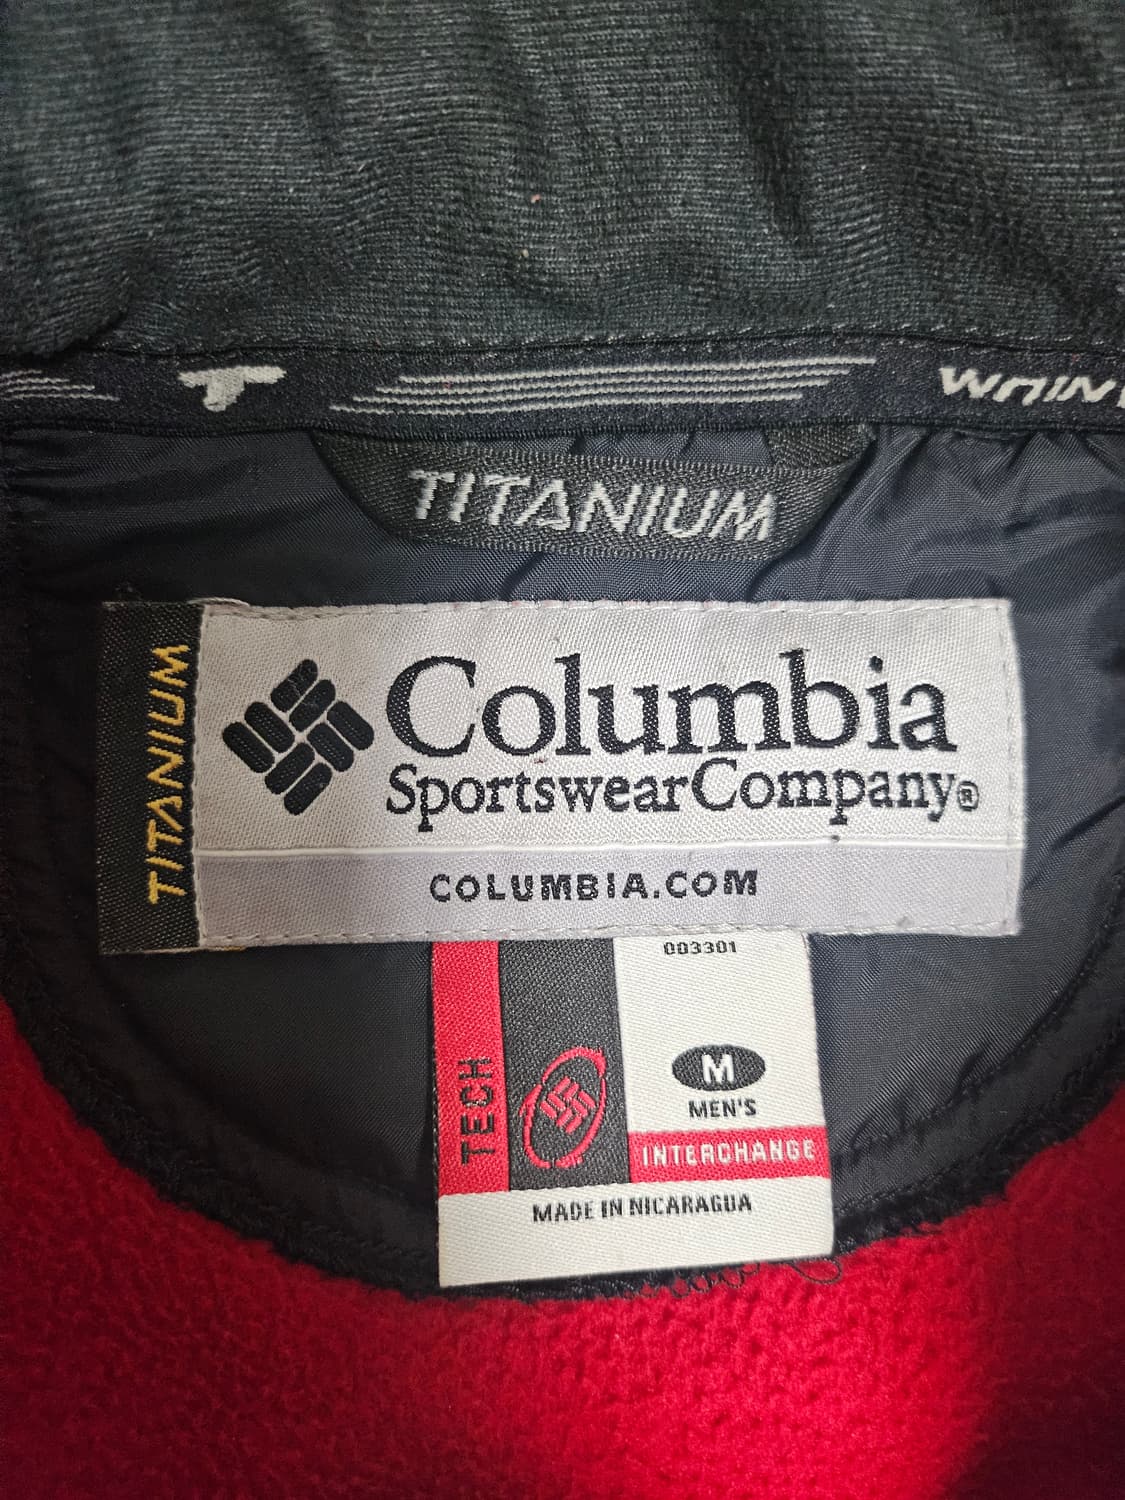 TITANIUM
TITANIUM
Columbia
SportswearCompany®
COLUMBIA.COM
003301
TECH
M
MEN'S
INTERCHANGE
MADE IN NICARAGUA